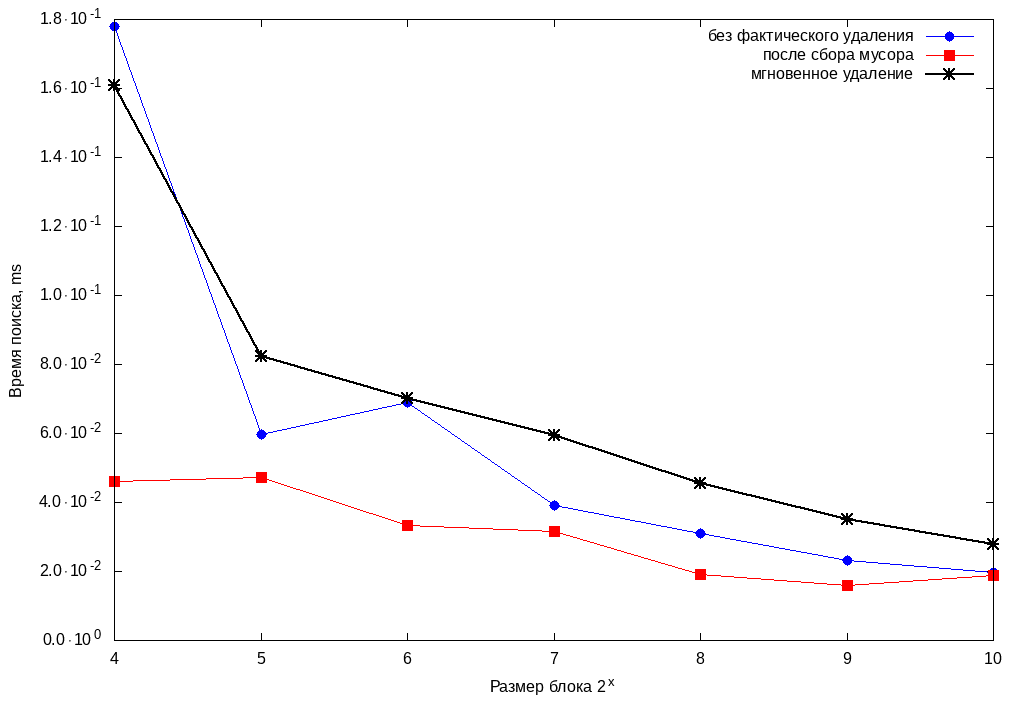 1.8·10⁻¹
без фактического удаления
после сбора мусора
мгновенное удаление
1.6·10⁻¹
1.4·10⁻¹
1.2·10⁻¹
1.0·10⁻¹
8.0·10⁻²
6.0·10⁻²
4.0·10⁻²
2.0·10⁻²
0.0·10⁰
Время поиска, ms
4 5 6 7 8 9 10
Размер блока 2ˣ